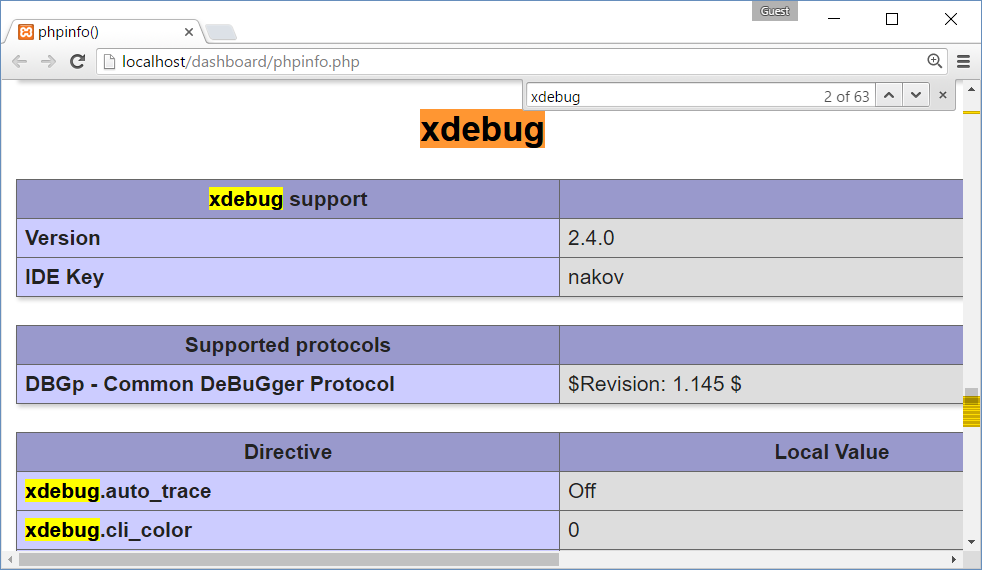 Guest
phpinfo()
localhost/dashboard/phpinfo.php
xdebug 2 of 63
xdebug
xdebug support
Version 2.4.0
IDE Key nakov
Supported protocols
DBGp - Common DeBuGger Protocol $Revision: 1.145 $
Directive Local Value
xdebug.auto_trace Off
xdebug.cli_color 0